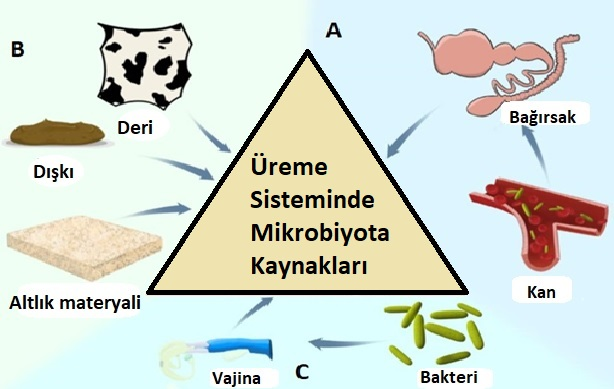 A
B
Deri
Bağırsak
Dışkı
Üreme
Sisteminde
Mikrobiyota
Kaynakları
Altlık materyali
Kan
Vajina
C
Bakteri